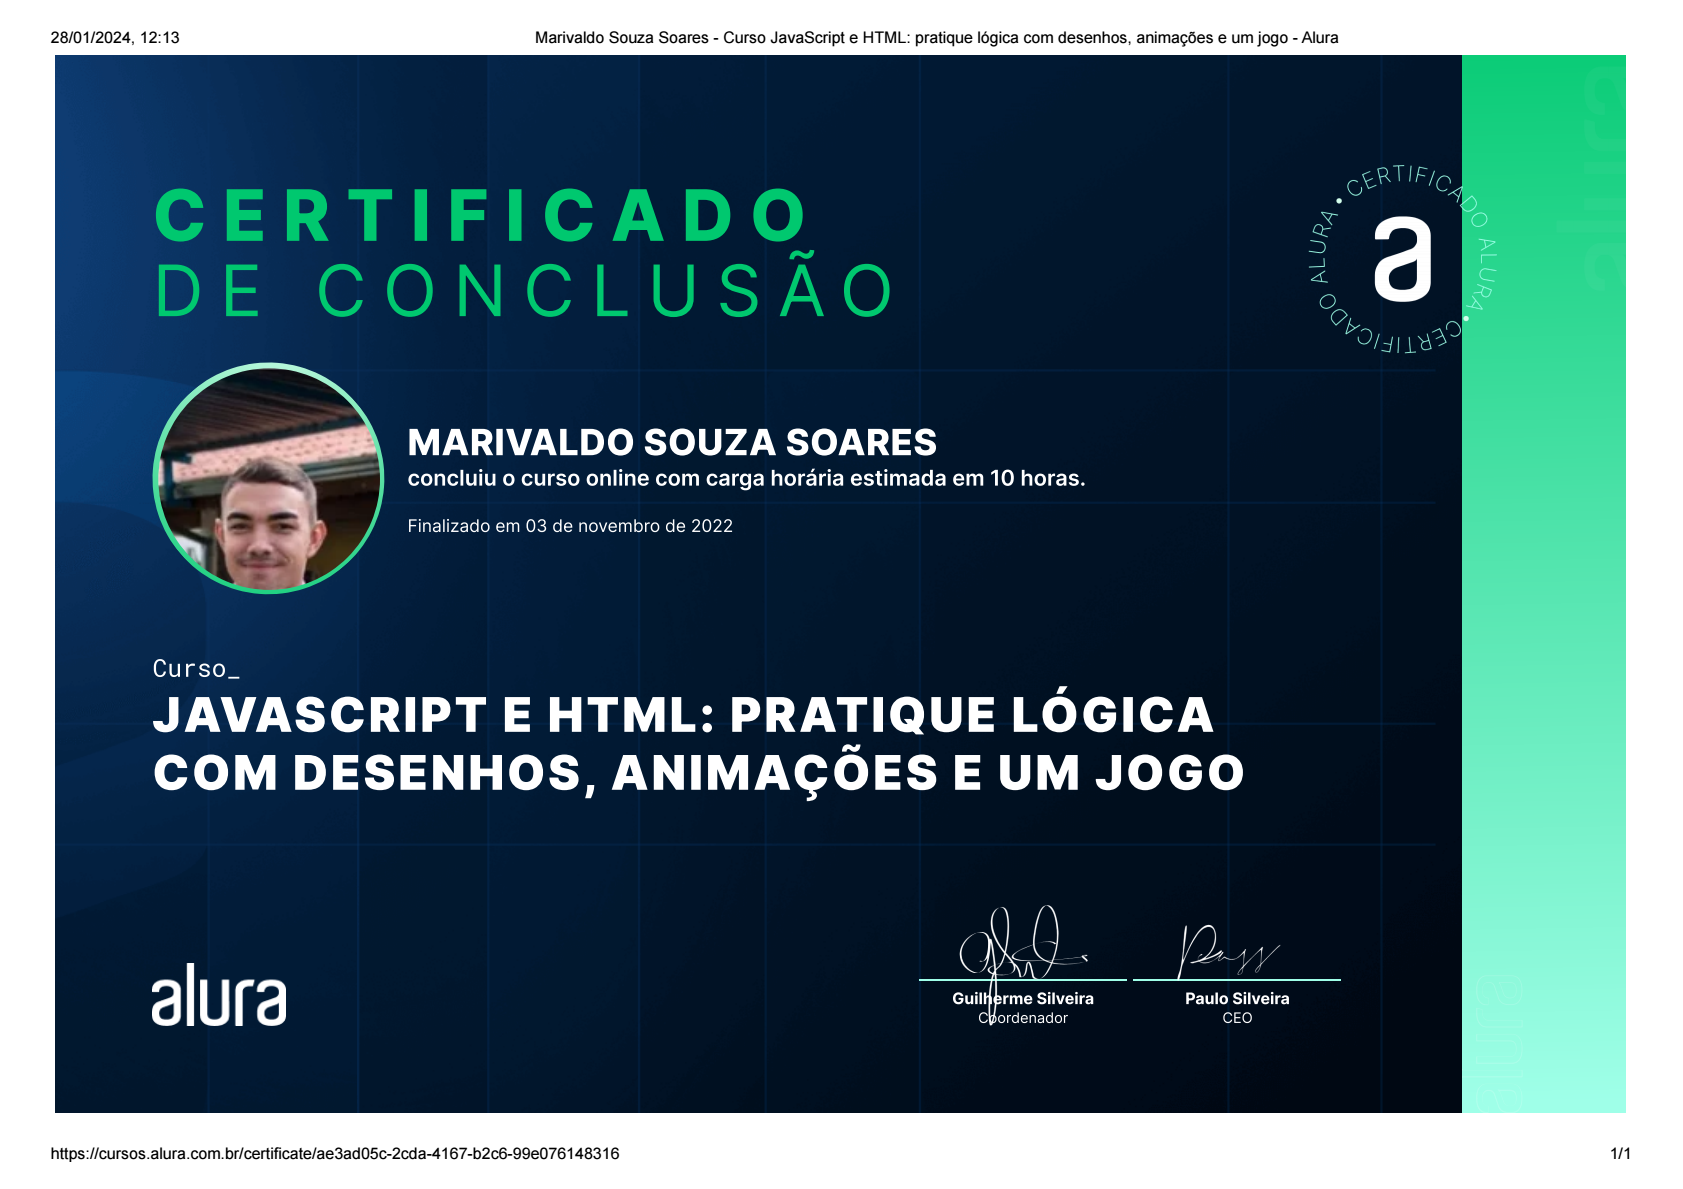 28/01/2024, 12:13
Marivaldo Souza Soares - Curso JavaScript e HTML: pratique lógica com desenhos, animações e um jogo - Alura
CERTIFICADO
DE CONCLUSÃO
CERTIFICADO ALURA • CERTIFICADO ALURA •
a
MARIVALDO SOUZA SOARES
concluiu o curso online com carga horária estimada em 10 horas.
Finalizado em 03 de novembro de 2022
Curso_
JAVASCRIPT E HTML: PRATIQUE LÓGICA
COM DESENHOS, ANIMAÇÕES E UM JOGO
alura
Guilherme Silveira
Coordenador
Paulo Silveira
CEO
alura
alura
https://cursos.alura.com.br/certificate/ae3ad05c-2cda-4167-b2c6-99e076148316
1/1